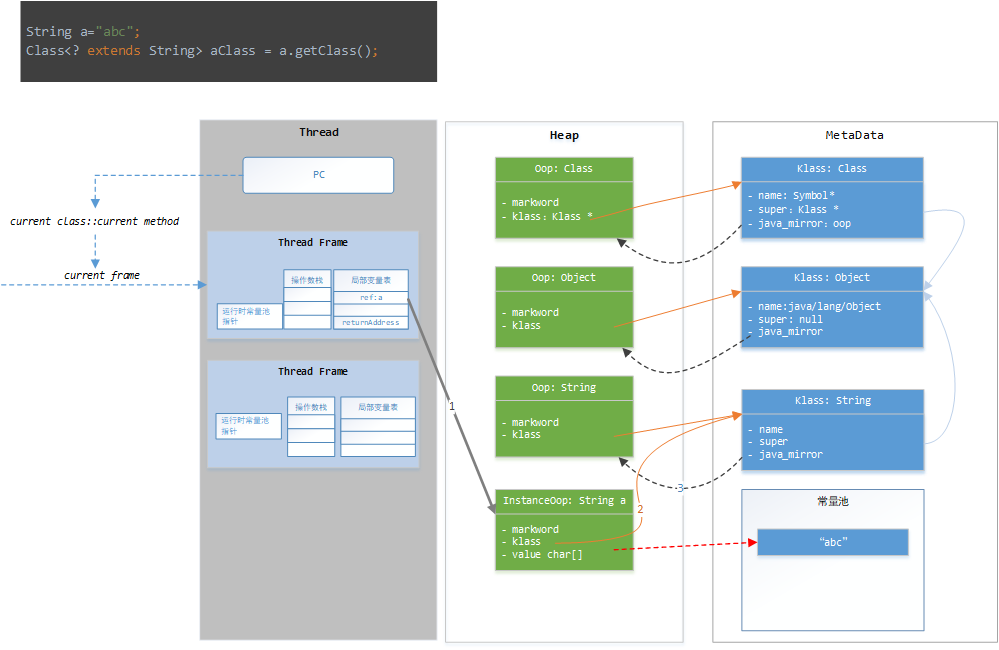 String a="abc";
Class<? extends String> aClass = a.getClass();
Thread
PC
current class::current method
current frame
Thread Frame
操作数栈
局部变量表
ref:a
returnAddress
运行时常量池
指针
Thread Frame
操作数栈
局部变量表
运行时常量池
指针
1
Heap
Oop: Class
- markword
- klass：Klass *
Oop: Object
- markword
- klass
Oop: String
- markword
- klass
InstanceOop: String a
- markword
- klass
- value char[]
2
3
MetaData
Klass: Class
- name：Symbol*
- super：Klass *
- java_mirror：oop
Klass: Object
- name:java/lang/Object
- super: null
- java_mirror
Klass: String
- name
- super
- java_mirror
常量池
“abc”